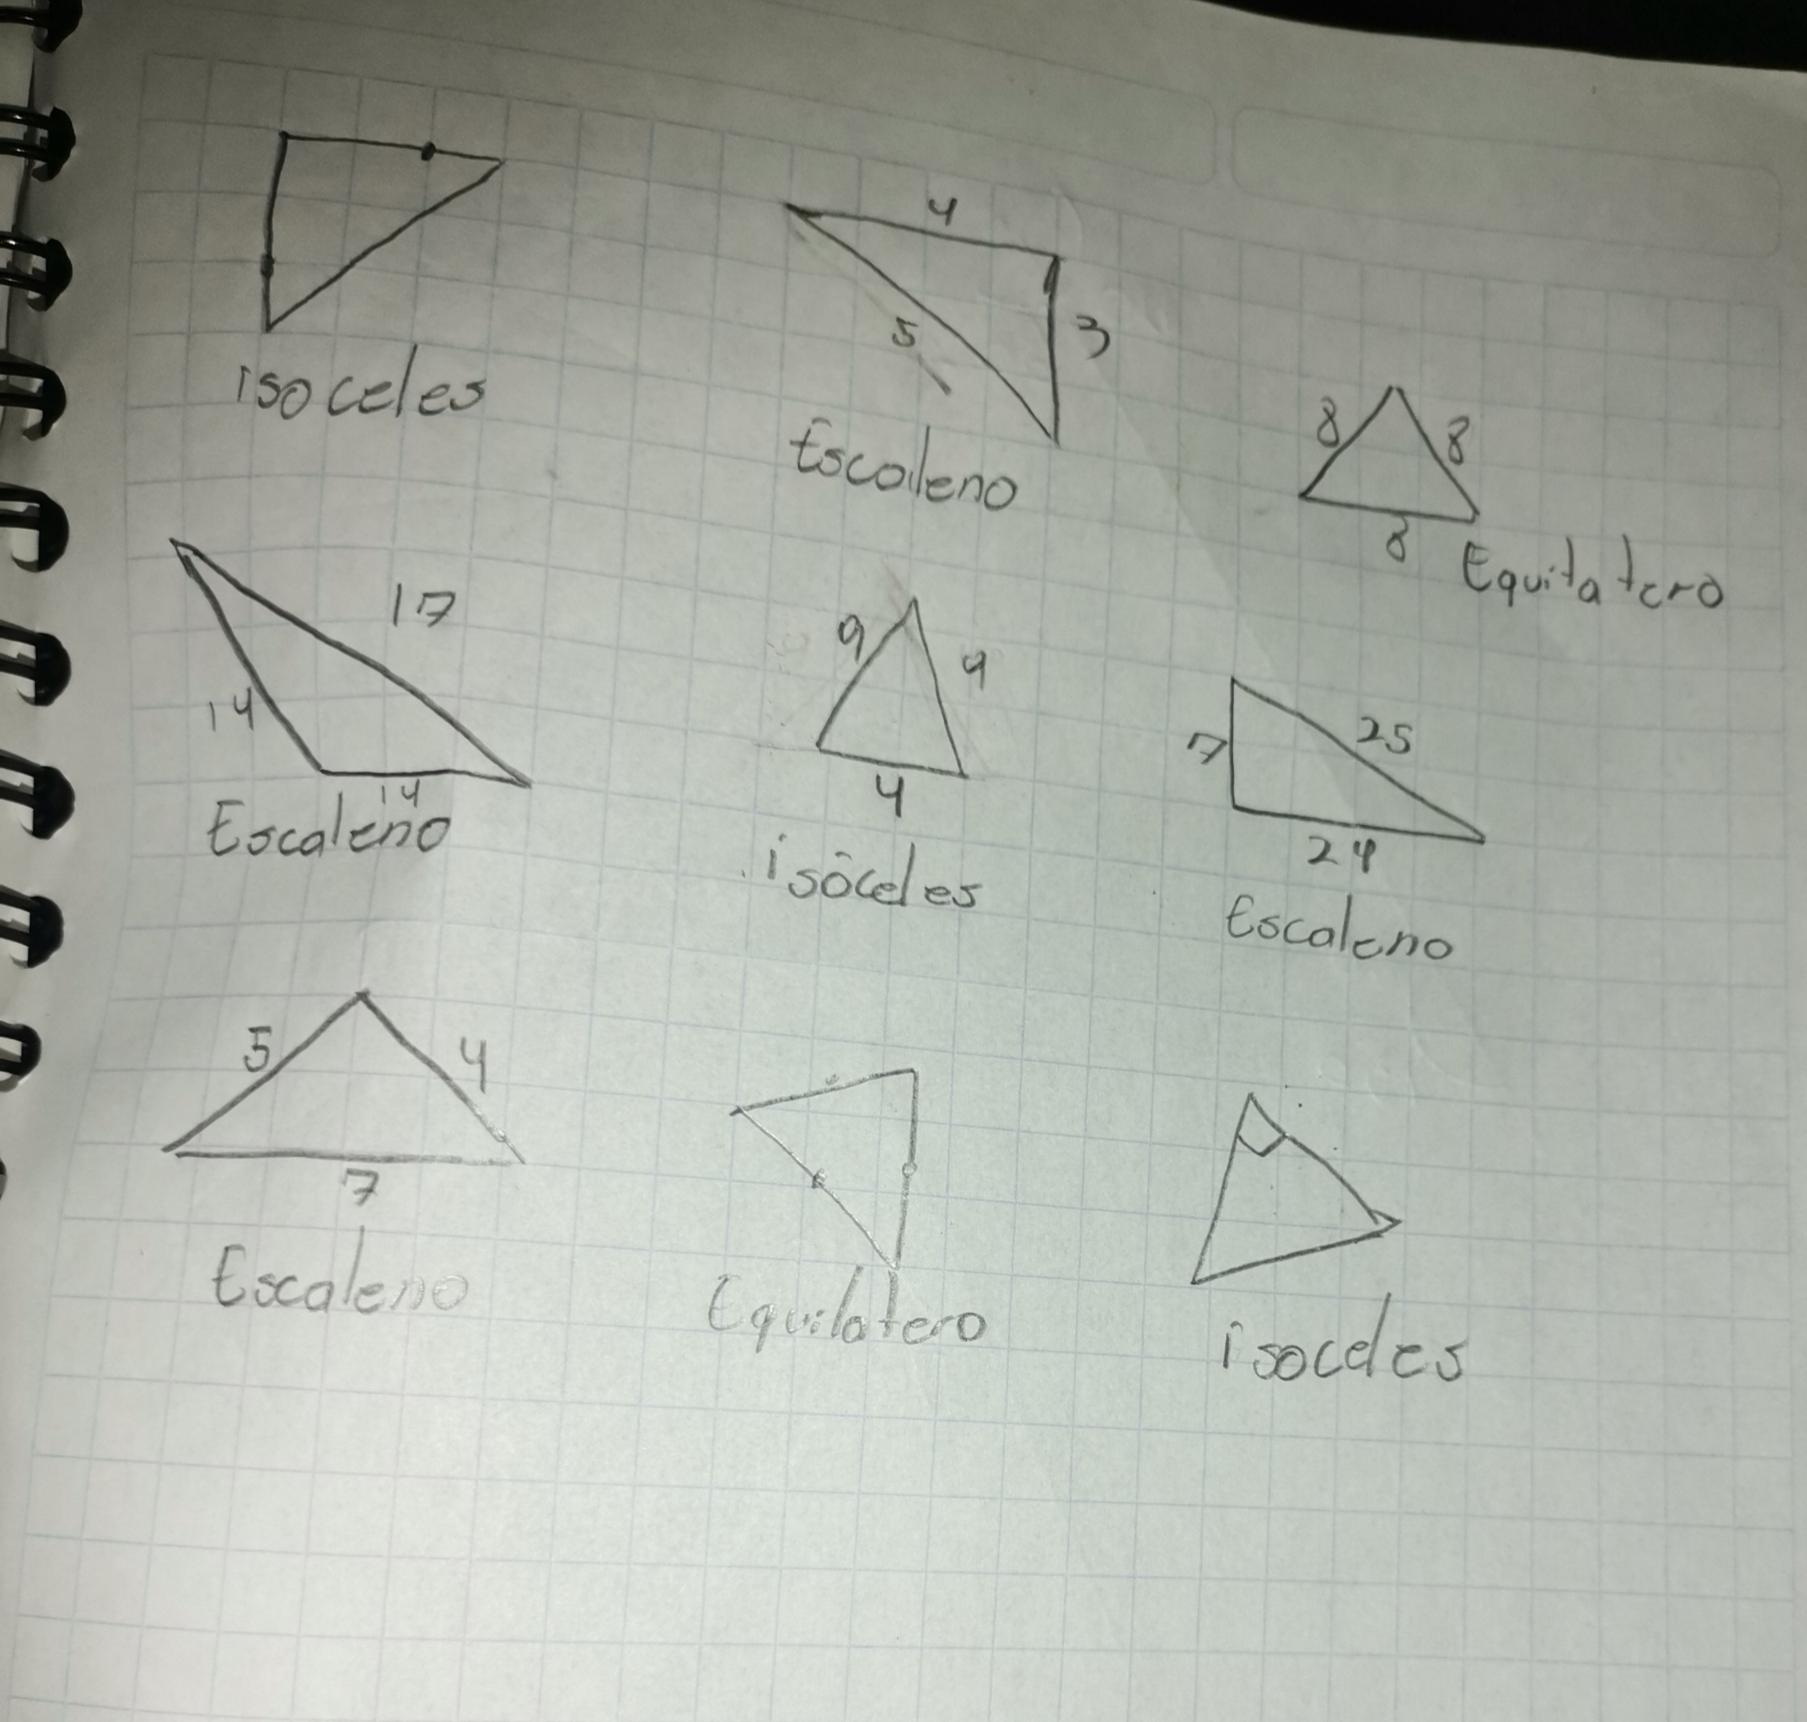 isoceles
4
5
3
Escaleno
8
8
8
Equilatero
17
14
14
Escaleno
9
9
4
isóceles
7
25
24
Escaleno
5
4
7
Escaleno
Equilatero
isoceles